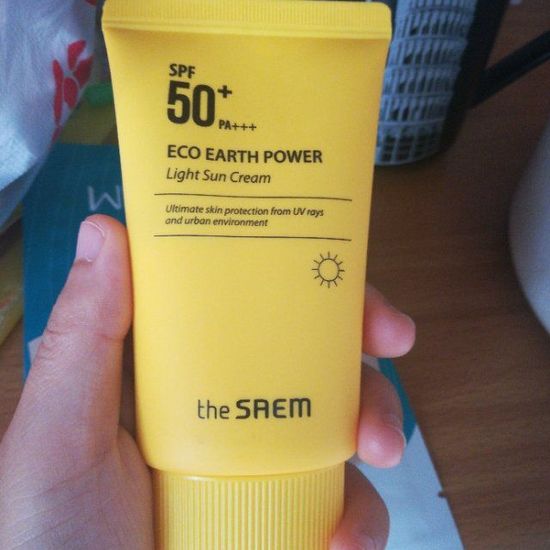 SPF
50+
PA+++
ECO EARTH POWER
Light Sun Cream
Ultimate skin protection from UV rays
and urban environment
the SAEM